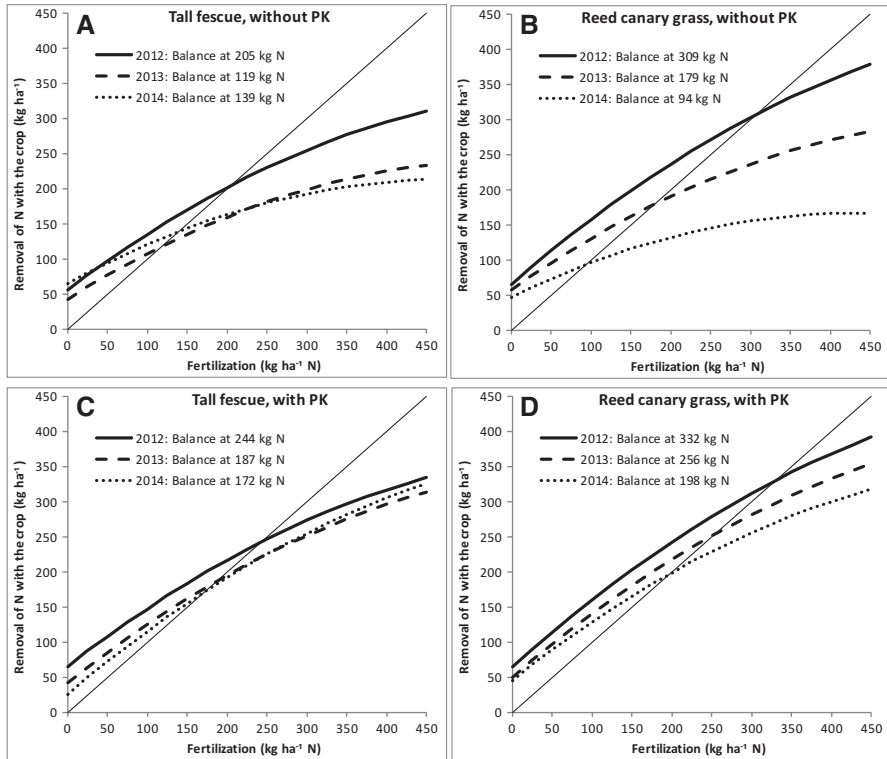 A
Tall fescue, without PK
2012: Balance at 205 kg N
2013: Balance at 119 kg N
2014: Balance at 139 kg N
Removal of N with the crop (kg ha⁻¹)
450
400
350
300
250
200
150
100
50
0
0 50 100 150 200 250 300 350 400 450
Fertilization (kg ha⁻¹ N)
B
Reed canary grass, without PK
2012: Balance at 309 kg N
2013: Balance at 179 kg N
2014: Balance at 94 kg N
Removal of N with the crop (kg ha⁻¹)
450
400
350
300
250
200
150
100
50
0
0 50 100 150 200 250 300 350 400 450
Fertilization (kg ha⁻¹ N)
C
Tall fescue, with PK
2012: Balance at 244 kg N
2013: Balance at 187 kg N
2014: Balance at 172 kg N
Removal of N with the crop (kg ha⁻¹)
450
400
350
300
250
200
150
100
50
0
0 50 100 150 200 250 300 350 400 450
Fertilization (kg ha⁻¹ N)
D
Reed canary grass, with PK
2012: Balance at 332 kg N
2013: Balance at 256 kg N
2014: Balance at 198 kg N
Removal of N with the crop (kg ha⁻¹)
450
400
350
300
250
200
150
100
50
0
0 50 100 150 200 250 300 350 400 450
Fertilization (kg ha⁻¹ N)